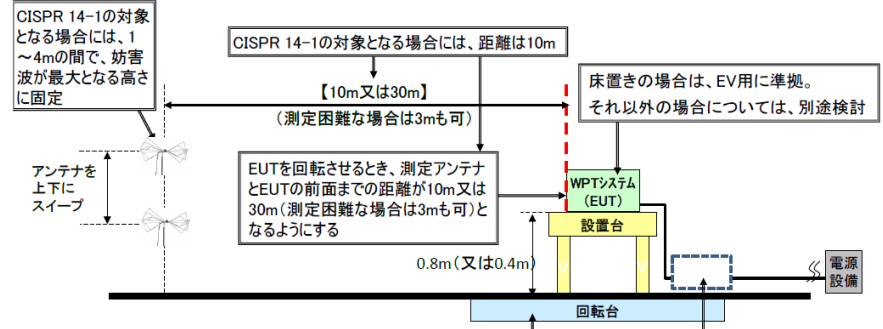 CISPR 14-1の対象
となる場合には、1
～4mの間で、妨害
波が最大となる高さ
に固定
CISPR 14-1の対象となる場合には、距離は10m
【10m又は30m】
（測定困難な場合は3mも可）
床置きの場合は、EV用に準拠。
それ以外の場合については、別途検討
アンテナを
上下に
スイープ
EUTを回転させるとき、測定アンテナ
とEUTの前面までの距離が10m又は
30m（測定困難な場合は3mも可）と
なるようにする
WPTシステム
（EUT）
設置台
0.8m（又は0.4m）
電源
設備
回転台